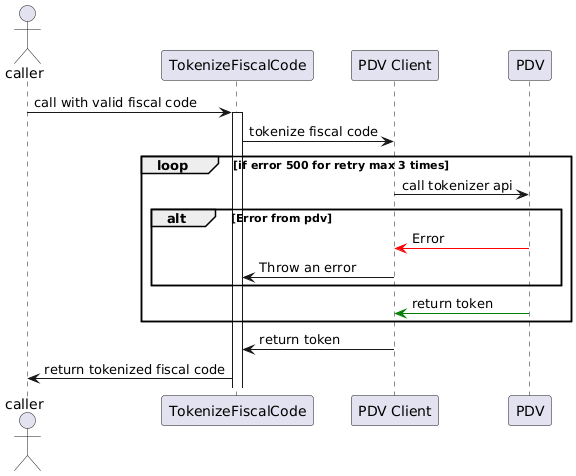 caller
TokenizeFiscalCode
PDV Client
PDV
call with valid fiscal code
tokenize fiscal code
loop [if error 500 for retry max 3 times]
call tokenizer api
alt [Error from pdv]
Error
Throw an error
return token
return token
return tokenized fiscal code
caller
TokenizeFiscalCode
PDV Client
PDV